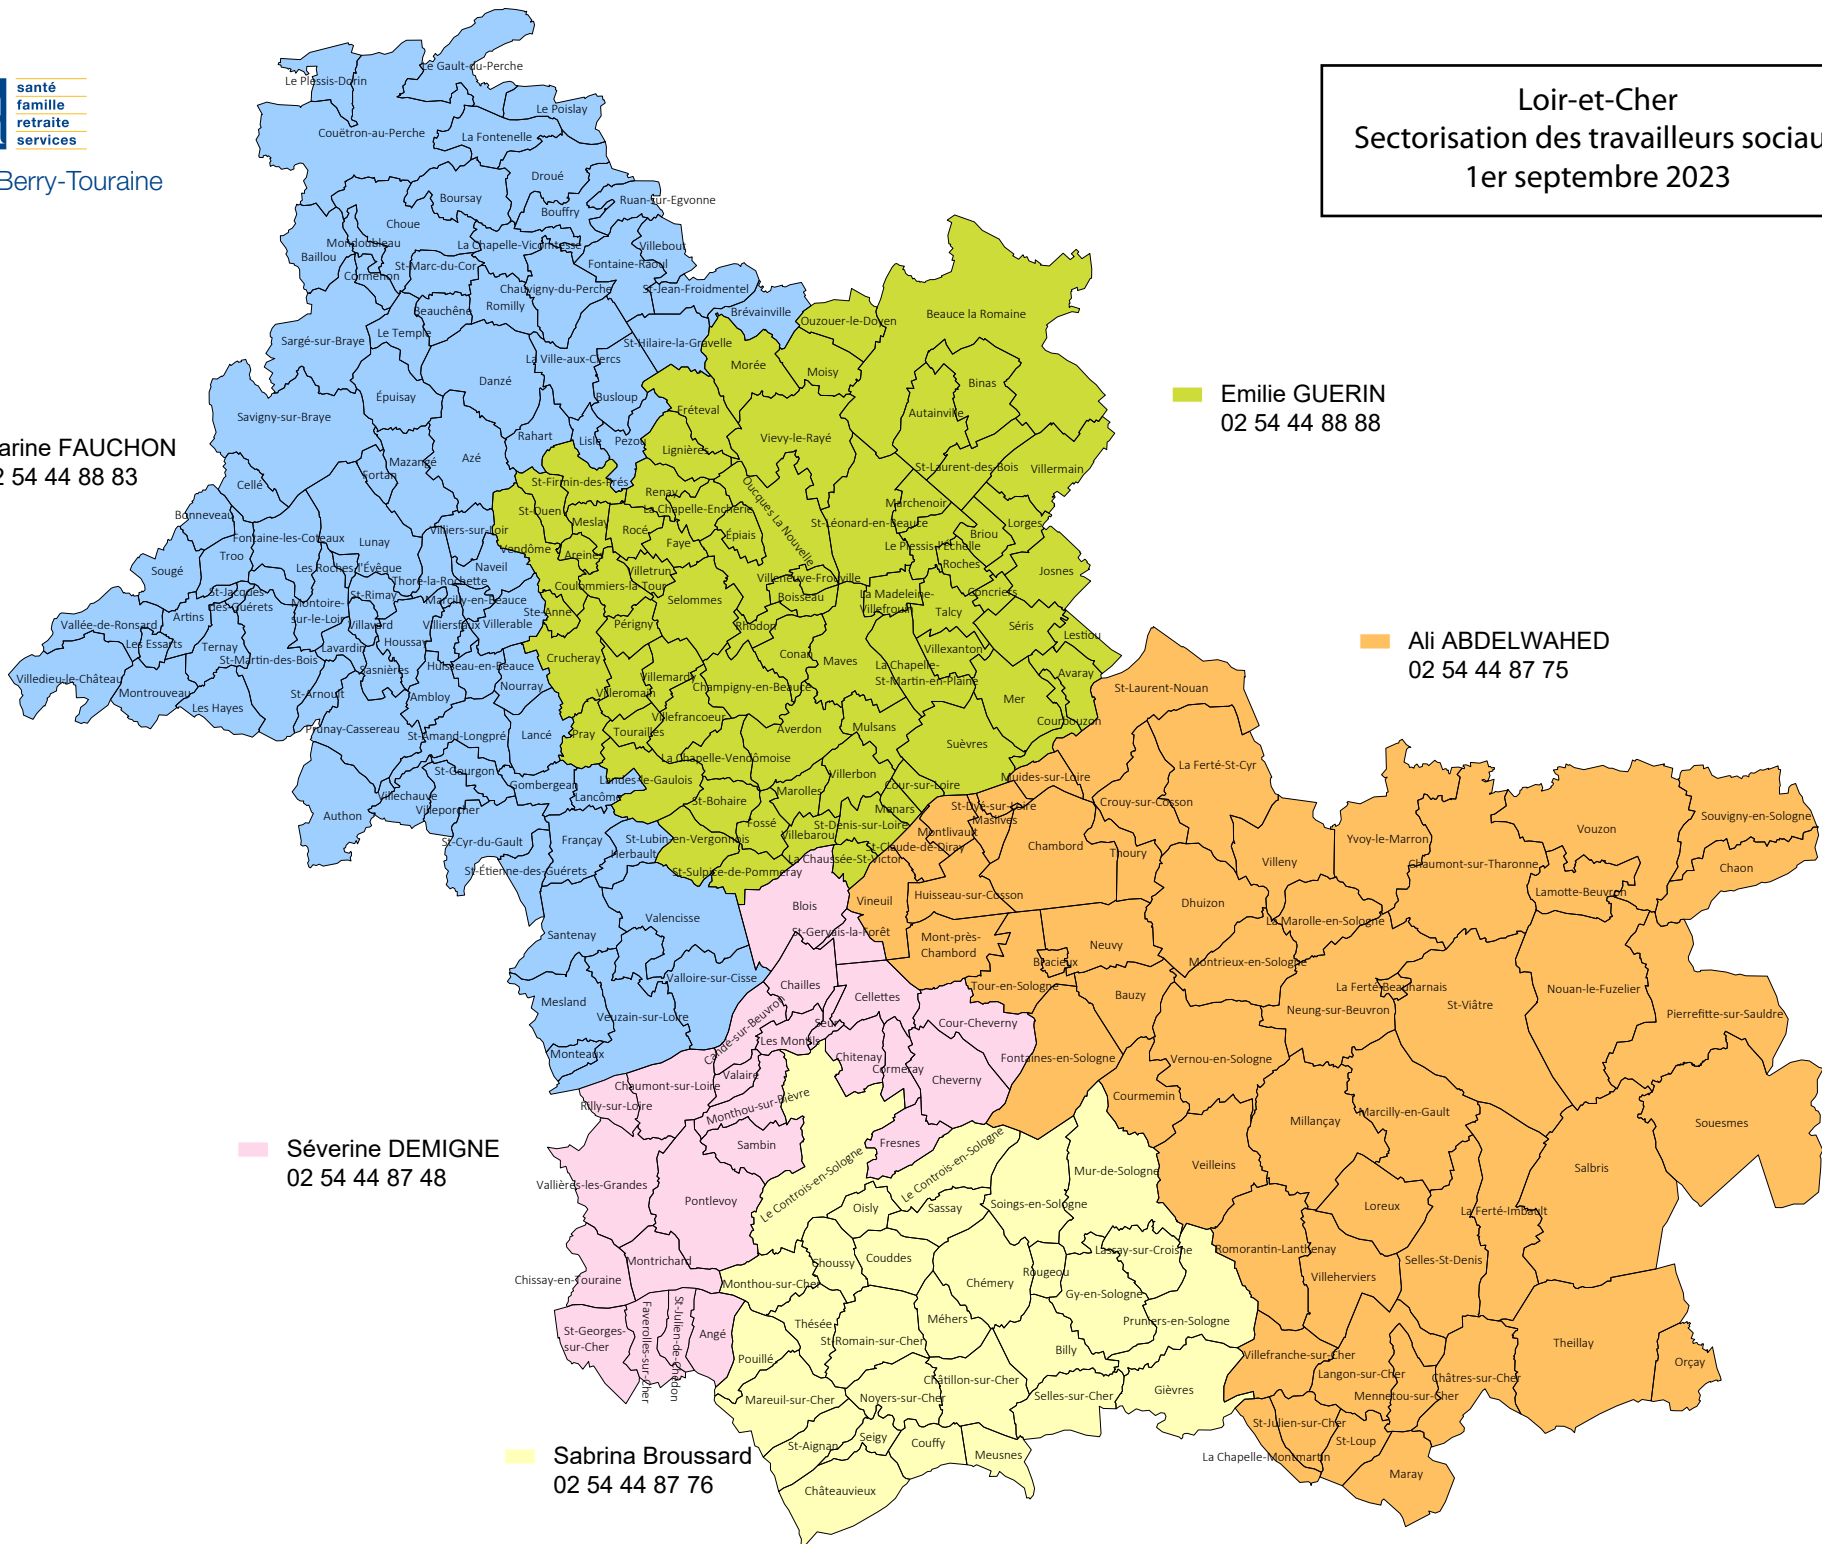 santé
famille
retraite
services
Berry-Touraine
Loir-et-Cher
Sectorisation des travailleurs sociau
1er septembre 2023
arine FAUCHON
2 54 44 88 83
Emilie GUERIN
02 54 44 88 88
Ali ABDELWAHED
02 54 44 87 75
Séverine DEMIGNE
02 54 44 87 48
Sabrina Broussard
02 54 44 87 76
Le Gault-du-Perche
Le Plessis-Dorin
Le Poislay
Couëtron-au-Perche
La Fontenelle
Droué
Boursay
Ruan-sur-Egvonne
Bouffry
Choue
Mondoubleau
La Chapelle-Vicomtesse
Villebout
Baillou
St-Marc-du-Cor
Fontaine-Raoul
Cormenon
Chauvigny-du-Perche
St-Jean-Froidmentel
Beauchêne
Romilly
Brévainville
Le Temple
Sargé-sur-Braye
St-Hilaire-la-Gravelle
La Ville-aux-Clercs
Danzé
Épuisay
Busloup
Savigny-sur-Braye
Rahart
Lisle
Pezou
Azé
Mazangé
Fortan
Cellé
Bonneveau
Villiers-sur-Loir
Fontaine-les-Coteaux
Lunay
Troo
Sougé
Les Roches-l'Évêque
Naveil
Thoré-la-Rochette
St-Jacques-
des-Guérets
St-Rimay
Marcilly-en-Beauce
Montoire-
sur-le-Loir
Artins
Vallée-de-Ronsard
Villavard
Villiersfaux
Villerable
Les Essarts
Ternay
Houssay
Lavardin
St-Martin-des-Bois
Sasnières
Huisseau-en-Beauce
Villedieu-le-Château
Montrouveau
St-Arnoult
Ambloy
Nourray
Les Hayes
Prunay-Cassereau
St-Amand-Longpré
Lancé
St-Gourgon
Gombergean
Lancôme
Villechauve
Villeporcher
Authon
St-Cyr-du-Gault
Françay
Herbault
St-Étienne-des-Guérets
Valencisse
Santenay
Valloire-sur-Cisse
Mesland
Veuzain-sur-Loire
Monteaux
Beauce la Romaine
Ouzouer-le-Doyen
Morée
Moisy
Binas
Fréteval
Autainville
Vievy-le-Rayé
Lignières
St-Laurent-des-Bois
Villermain
St-Firmin-des-Prés
Renay
Oucques La Nouvelle
Marchenoir
La Chapelle-Enchérie
St-Ouen
Meslay
Rocé
St-Léonard-en-Beauce
Lorges
Épiais
Briou
Faye
Le Plessis-l'Échelle
Vendôme
Areines
Roches
Josnes
Villetrun
Villeneuve-Frouville
Coulommiers-la-Tour
Boisseau
La Madeleine-
Villefrouin
Concriers
Selommes
Talcy
Ste-Anne
Périgny
Rhodon
Séris
Lestiou
Villexanton
Crucheray
Conan
Maves
La Chapelle-
St-Martin-en-Plaine
Avaray
Villemardy
Champigny-en-Beauce
Villeromain
Mer
Villefrancoeur
Courbouzon
Pray
Tourailles
Averdon
Mulsans
Suèvres
La Chapelle-Vendômoise
Villerbon
Landes-le-Gaulois
Cour-sur-Loire
Marolles
St-Bohaire
Menars
Fossé
St-Denis-sur-Loire
Villebarou
St-Lubin-en-Vergonnois
La Chaussée-St-Victor
St-Sulpice-de-Pommeray
St-Laurent-Nouan
La Ferté-St-Cyr
Muides-sur-Loire
Crouy-sur-Cosson
St-Dyé-sur-Loire
Maslives
Montlivault
St-Claude-de-Diray
Chambord
Thoury
Villeny
Yvoy-le-Marron
Vouzon
Souvigny-en-Sologne
Chaumont-sur-Tharonne
Chaon
Lamotte-Beuvron
Huisseau-sur-Cosson
Vineuil
Dhuizon
La Marolle-en-Sologne
Mont-près-
Chambord
Neuvy
Bracieux
Montrieux-en-Sologne
Tour-en-Sologne
Bauzy
La Ferté-Beauharnais
Nouan-le-Fuzelier
St-Viâtre
Neung-sur-Beuvron
Pierrefitte-sur-Sauldre
Fontaines-en-Sologne
Vernou-en-Sologne
Courmemin
Millançay
Marcilly-en-Gault
Souesmes
Veilleins
Salbris
Loreux
La Ferté-Imbault
Romorantin-Lanthenay
Selles-St-Denis
Villeherviers
Theillay
Villefranche-sur-Cher
Orçay
Langon-sur-Cher
Châtres-sur-Cher
Mennetou-sur-Cher
St-Julien-sur-Cher
St-Loup
La Chapelle-Montmartin
Maray
Blois
St-Gervais-la-Forêt
Chailles
Cellettes
Candé-sur-Beuvron
Seur
Cour-Cheverny
Les Montils
Chitenay
Cormeray
Valaire
Cheverny
Chaumont-sur-Loire
Rilly-sur-Loire
Monthou-sur-Bièvre
Sambin
Fresnes
Vallières-les-Grandes
Pontlevoy
Montrichard
Chissay-en-Touraine
St-Georges-
sur-Cher
Faverolles-sur-Cher
St-Julien-de-Chédon
Angé
Le Controis-en-Sologne
Le Controis-en-Sologne
Mur-de-Sologne
Oisly
Sassay
Soings-en-Sologne
Lassay-sur-Croisne
Choussy
Couddes
Rougeou
Monthou-sur-Cher
Chémery
Gy-en-Sologne
Thésée
Méhers
Pruniers-en-Sologne
St-Romain-sur-Cher
Billy
Pouillé
Châtillon-sur-Cher
Gièvres
Mareuil-sur-Cher
Noyers-sur-Cher
Selles-sur-Cher
St-Aignan
Seigy
Couffy
Meusnes
Châteauvieux